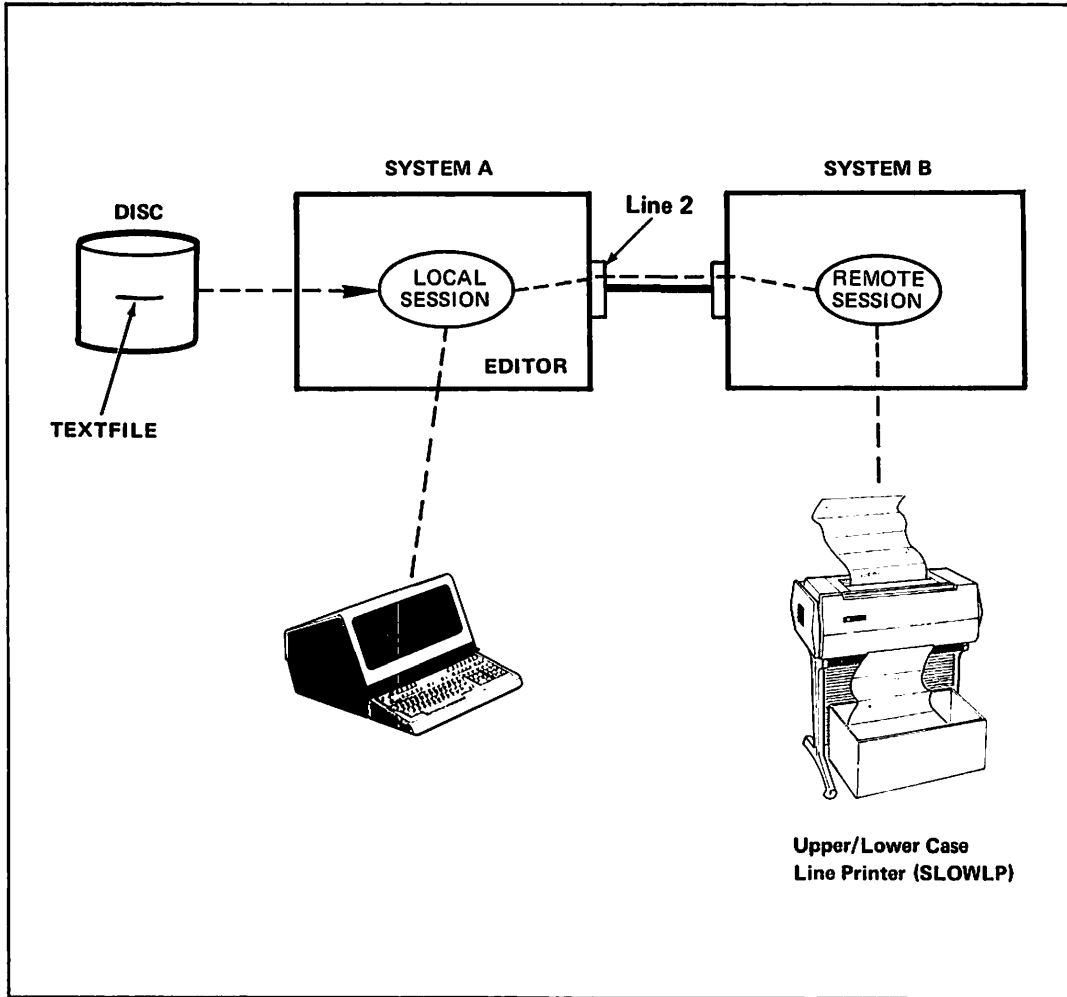 SYSTEM A
SYSTEM B
Line 2
DISC
LOCAL
SESSION
REMOTE
SESSION
EDITOR
TEXTFILE
Upper/Lower Case
Line Printer (SLOWLP)